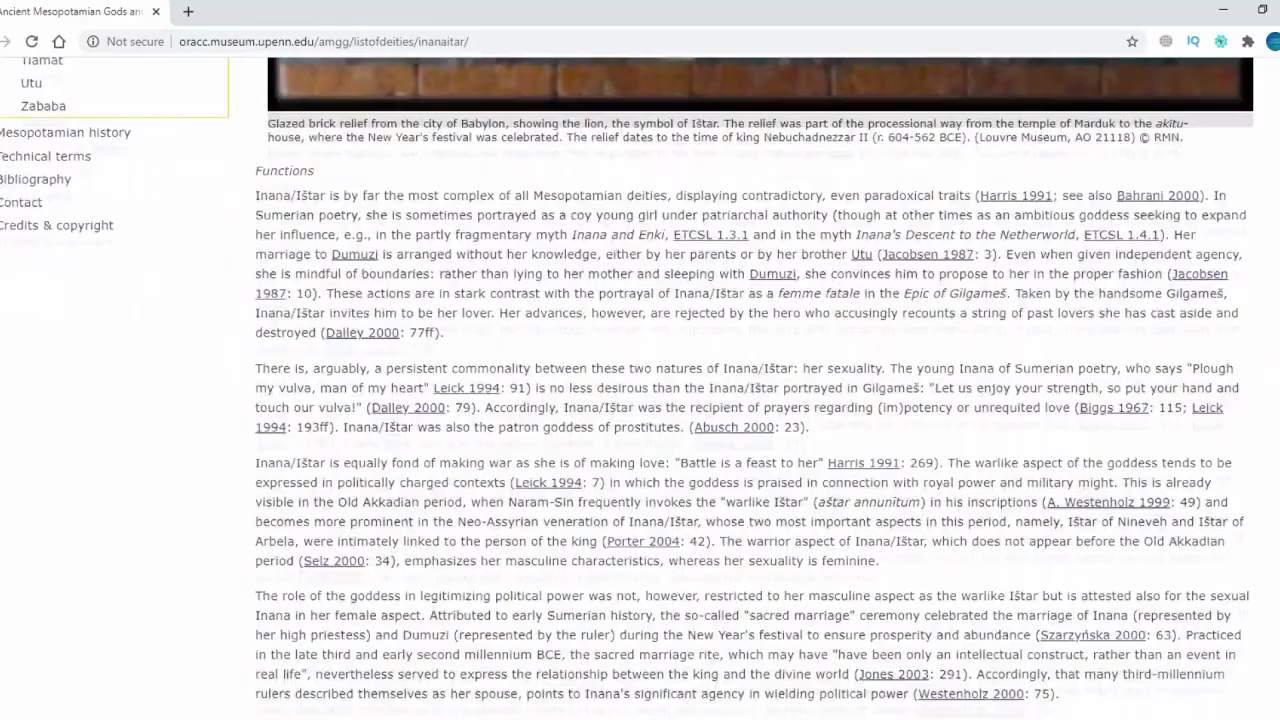 Ancient Mesopotamian Gods and
Not secure
oracc.museum.upenn.edu/amgg/listofdeities/inanaitar/
IQ
Tiamat
Utu
Zababa
Mesopotamian history
Technical terms
Bibliography
Contact
Credits & copyright
Glazed brick relief from the city of Babylon, showing the lion, the symbol of Ištar. The relief was part of the processional way from the temple of Marduk to the akītu-
house, where the New Year's festival was celebrated. The relief dates to the time of king Nebuchadnezzar II (r. 604-562 BCE). (Louvre Museum, AO 21118) © RMN.
Functions
Inana/Ištar is by far the most complex of all Mesopotamian deities, displaying contradictory, even paradoxical traits (Harris 1991; see also Bahrani 2000). In
Sumerian poetry, she is sometimes portrayed as a coy young girl under patriarchal authority (though at other times as an ambitious goddess seeking to expand
her influence, e.g., in the partly fragmentary myth Inana and Enki, ETCSL 1.3.1 and in the myth Inana's Descent to the Netherworld, ETCSL 1.4.1). Her
marriage to Dumuzi is arranged without her knowledge, either by her parents or by her brother Utu (Jacobsen 1987: 3). Even when given independent agency,
she is mindful of boundaries: rather than lying to her mother and sleeping with Dumuzi, she convinces him to propose to her in the proper fashion (Jacobsen
1987: 10). These actions are in stark contrast with the portrayal of Inana/Ištar as a femme fatale in the Epic of Gilgameš. Taken by the handsome Gilgameš,
Inana/Ištar invites him to be her lover. Her advances, however, are rejected by the hero who accusingly recounts a string of past lovers she has cast aside and
destroyed (Dalley 2000: 77ff).
There is, arguably, a persistent commonality between these two natures of Inana/Ištar: her sexuality. The young Inana of Sumerian poetry, who says "Plough
my vulva, man of my heart" Leick 1994: 91) is no less desirous than the Inana/Ištar portrayed in Gilgameš: "Let us enjoy your strength, so put your hand and
touch our vulva!" (Dalley 2000: 79). Accordingly, Inana/Ištar was the recipient of prayers regarding (im)potency or unrequited love (Biggs 1967: 115; Leick
1994: 193ff). Inana/Ištar was also the patron goddess of prostitutes. (Abusch 2000: 23).
Inana/Ištar is equally fond of making war as she is of making love: "Battle is a feast to her" Harris 1991: 269). The warlike aspect of the goddess tends to be
expressed in politically charged contexts (Leick 1994: 7) in which the goddess is praised in connection with royal power and military might. This is already
visible in the Old Akkadian period, when Naram-Sin frequently invokes the "warlike Ištar" (aštar annunītum) in his inscriptions (A. Westenholz 1999: 49) and
becomes more prominent in the Neo-Assyrian veneration of Inana/Ištar, whose two most important aspects in this period, namely, Ištar of Nineveh and Ištar of
Arbela, were intimately linked to the person of the king (Porter 2004: 42). The warrior aspect of Inana/Ištar, which does not appear before the Old Akkadian
period (Selz 2000: 34), emphasizes her masculine characteristics, whereas her sexuality is feminine.
The role of the goddess in legitimizing political power was not, however, restricted to her masculine aspect as the warlike Ištar but is attested also for the sexual
Inana in her female aspect. Attributed to early Sumerian history, the so-called "sacred marriage" ceremony celebrated the marriage of Inana (represented by
her high priestess) and Dumuzi (represented by the ruler) during the New Year's festival to ensure prosperity and abundance (Szarzyńska 2000: 63). Practiced
in the late third and early second millennium BCE, the sacred marriage rite, which may have "have been only an intellectual construct, rather than an event in
real life", nevertheless served to express the relationship between the king and the divine world (Jones 2003: 291). Accordingly, that many third-millennium
rulers described themselves as her spouse, points to Inana's significant agency in wielding political power (Westenholz 2000: 75).